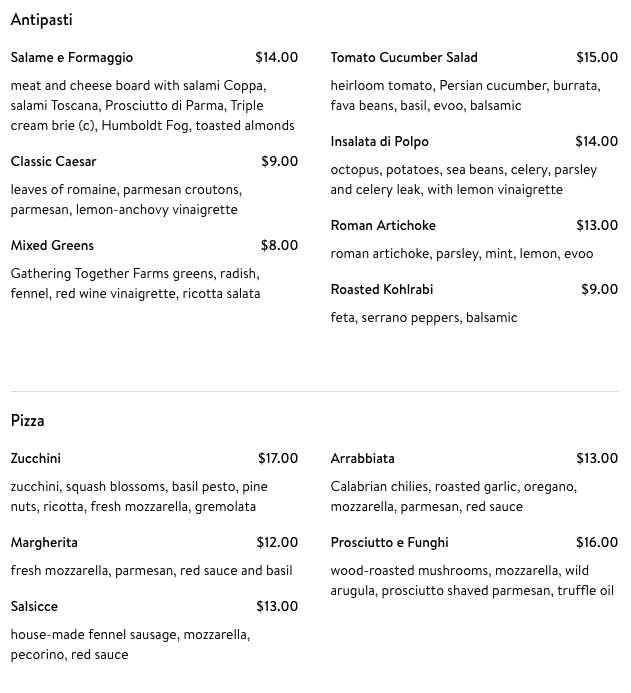 Antipasti
Salame e Formaggio $14.00
meat and cheese board with salami Coppa,
salami Toscana, Prosciutto di Parma, Triple
cream brie (c), Humboldt Fog, toasted almonds
Classic Caesar $9.00
leaves of romaine, parmesan croutons,
parmesan, lemon-anchovy vinaigrette
Mixed Greens $8.00
Gathering Together Farms greens, radish,
fennel, red wine vinaigrette, ricotta salata
Tomato Cucumber Salad $15.00
heirloom tomato, Persian cucumber, burrata,
fava beans, basil, evoo, balsamic
Insalata di Polpo $14.00
octopus, potatoes, sea beans, celery, parsley
and celery leak, with lemon vinaigrette
Roman Artichoke $13.00
roman artichoke, parsley, mint, lemon, evoo
Roasted Kohlrabi $9.00
feta, serrano peppers, balsamic
Pizza
Zucchini $17.00
zucchini, squash blossoms, basil pesto, pine
nuts, ricotta, fresh mozzarella, gremolata
Margherita $12.00
fresh mozzarella, parmesan, red sauce and basil
Salsicce $13.00
house-made fennel sausage, mozzarella,
pecorino, red sauce
Arrabbiata $13.00
Calabrian chilies, roasted garlic, oregano,
mozzarella, parmesan, red sauce
Prosciutto e Funghi $16.00
wood-roasted mushrooms, mozzarella, wild
arugula, prosciutto shaved parmesan, truffle oil